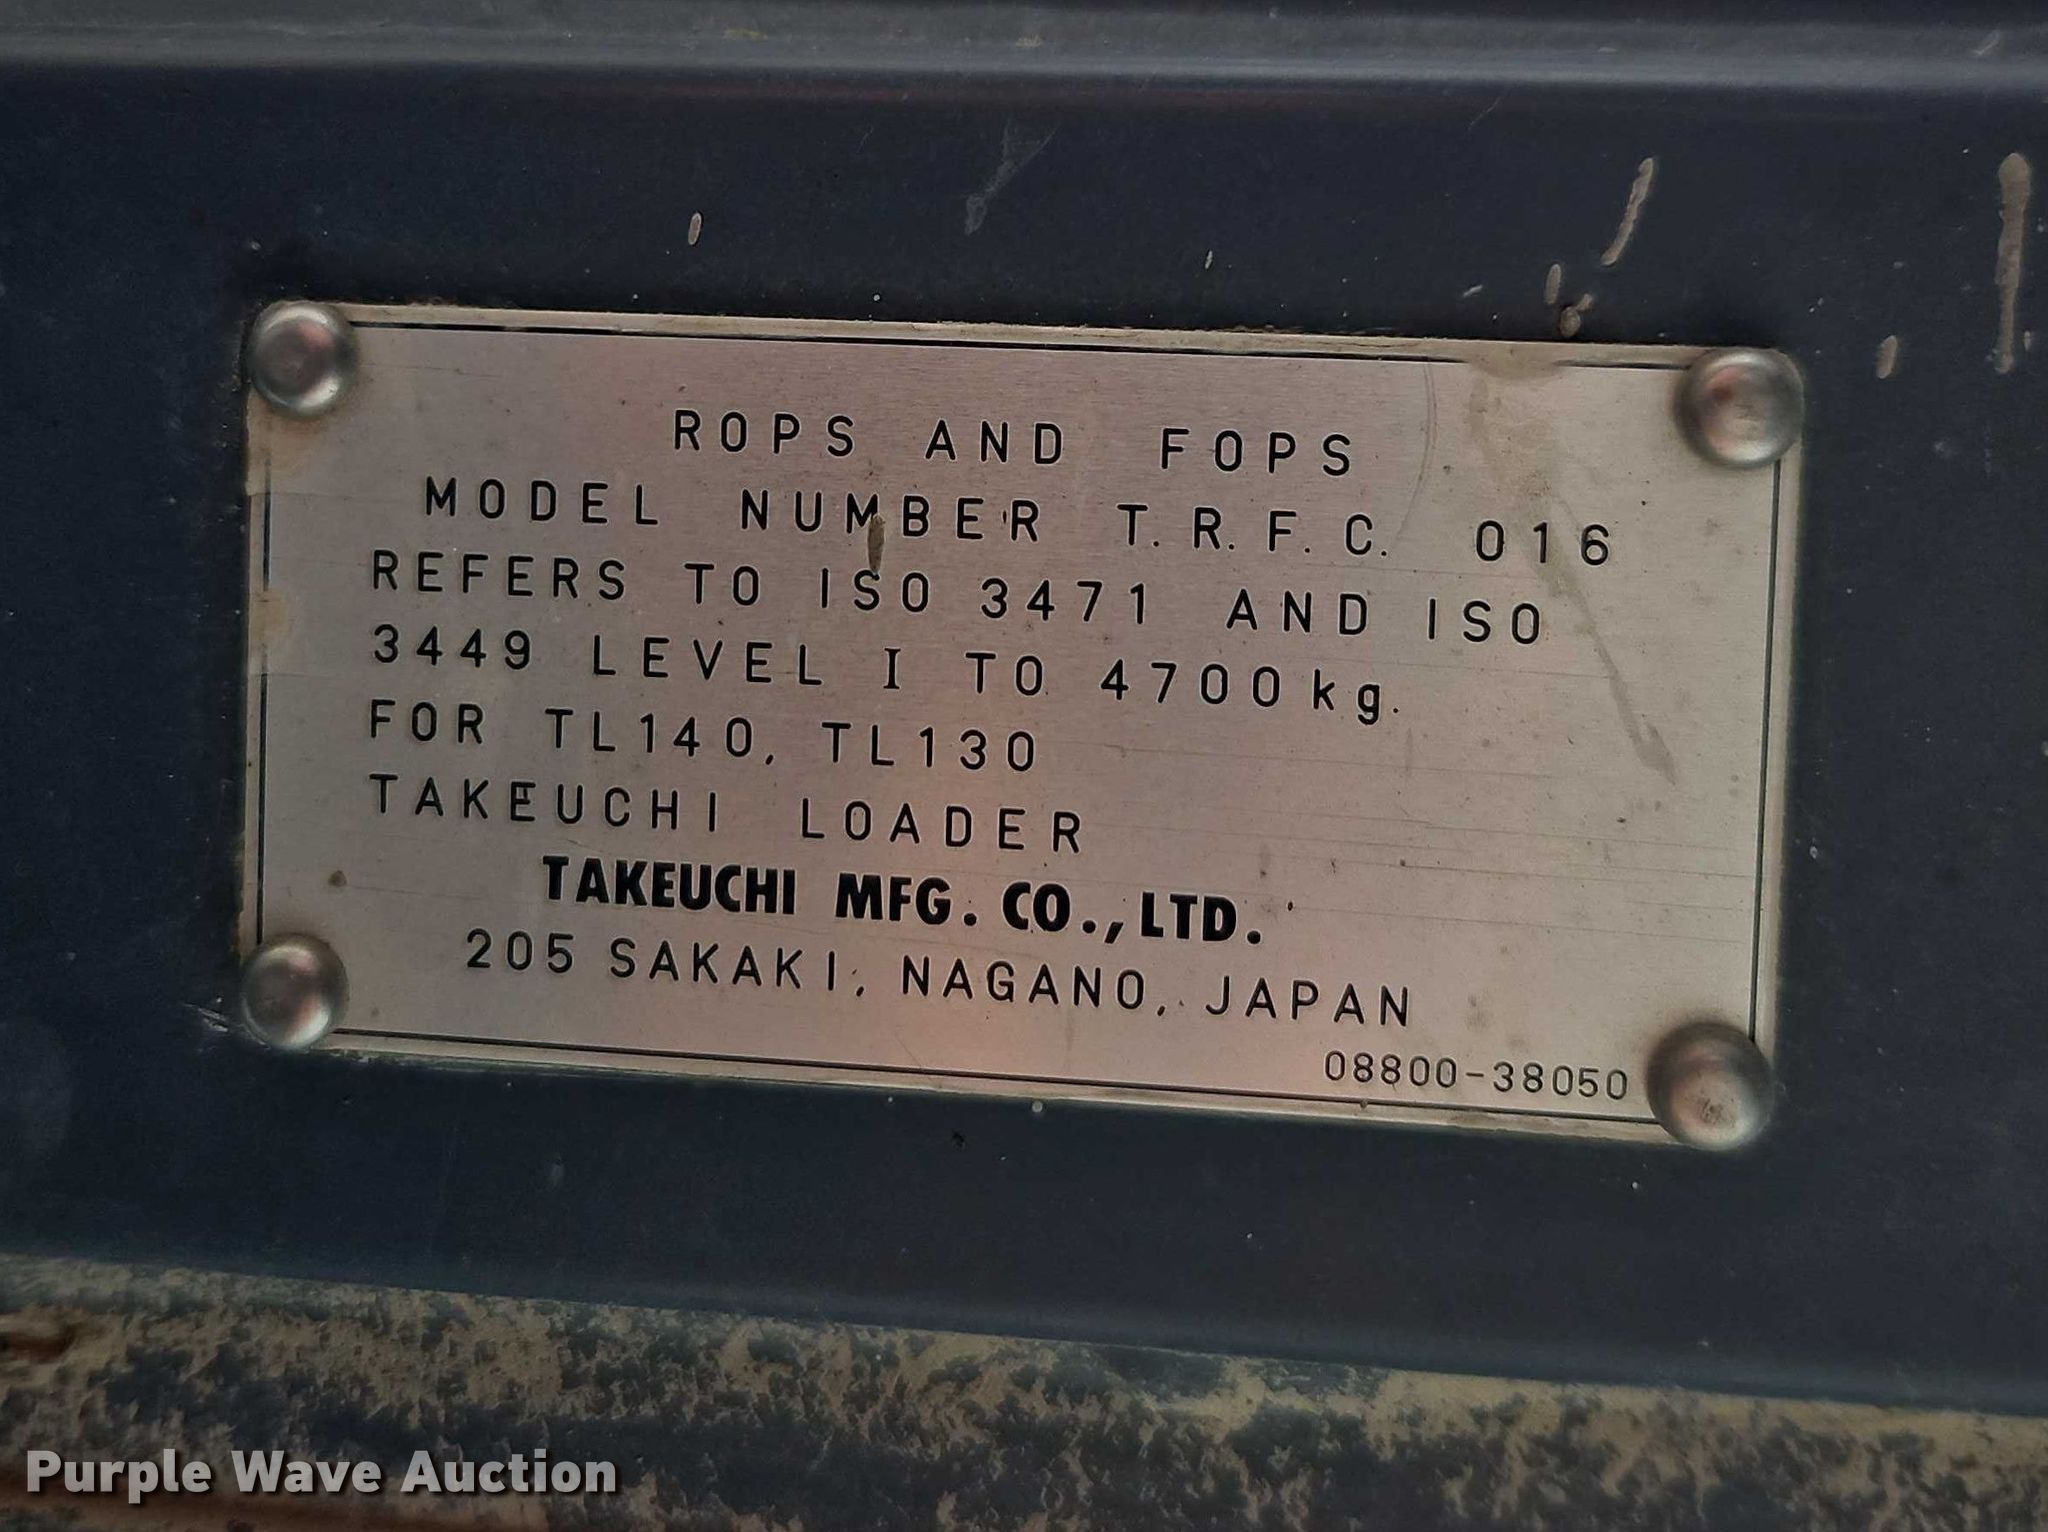 ROPS AND FOPS
MODEL NUMBER T.R.F.C. 016
REFERS TO ISO 3471 AND ISO
3449 LEVEL I TO 4700kg.
FOR TL140, TL130
TAKEUCHI LOADER
TAKEUCHI MFG. CO., LTD.
205 SAKAKI, NAGANO, JAPAN
08800-38050
Purple Wave Auction